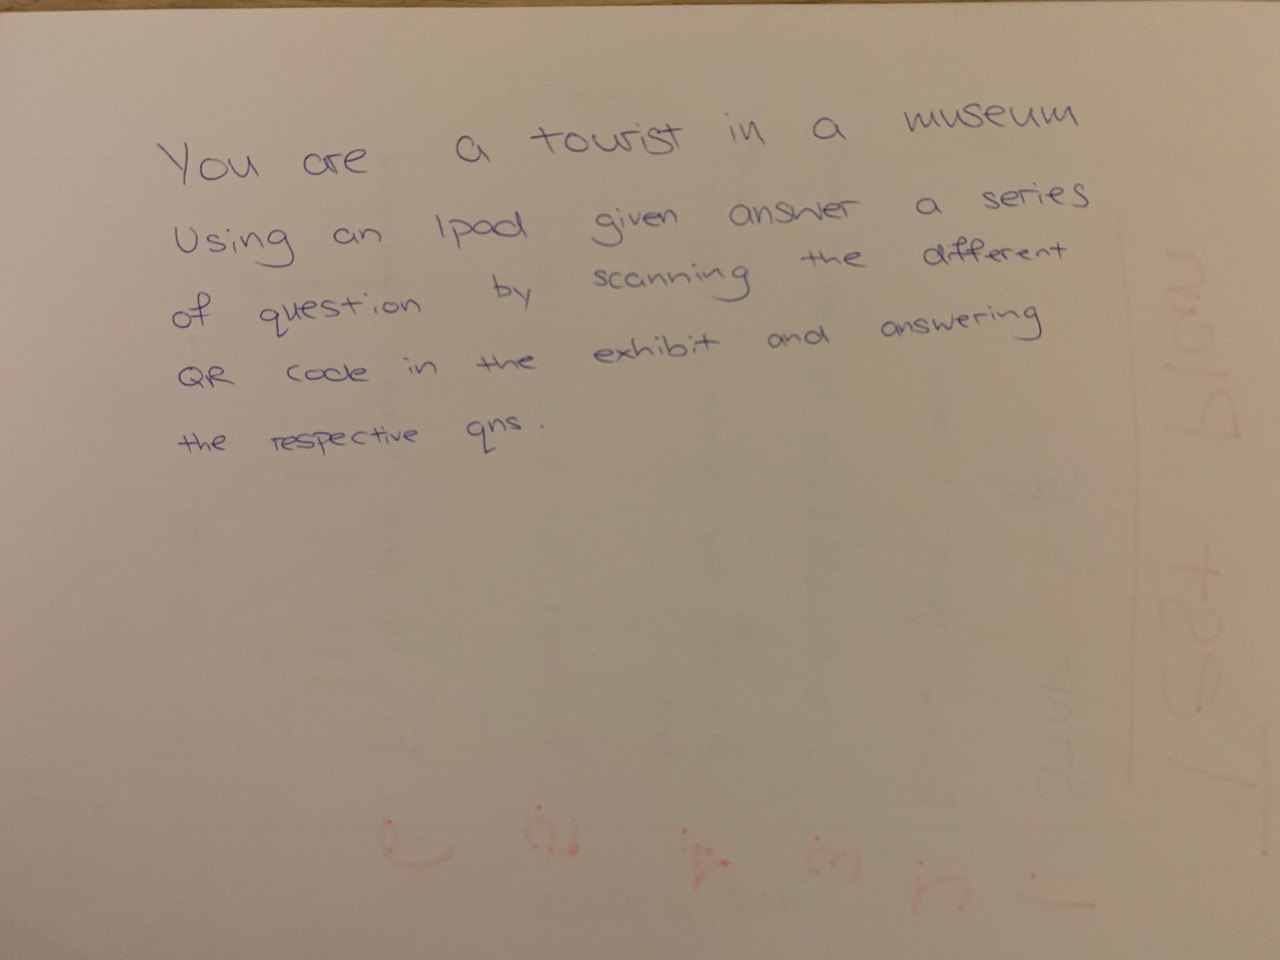 You are a tourist in a museum
Using an Ipad given answer a series
of question by scanning the different
QR code in the exhibit and answering
the respective qns.